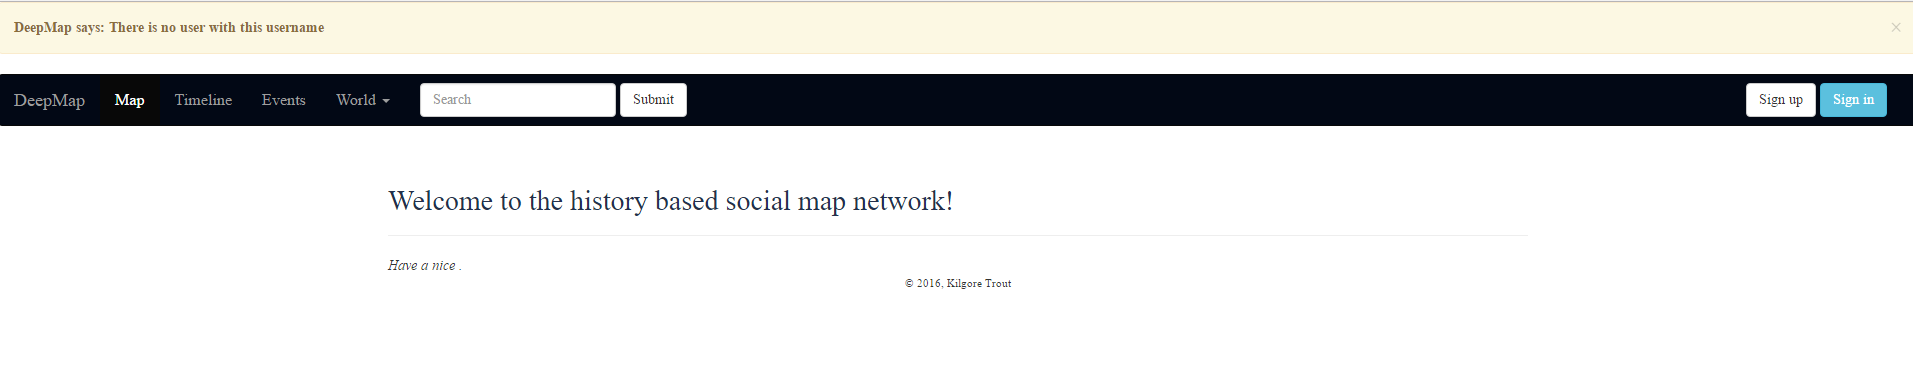 DeepMap says: There is no user with this username ×
DeepMap Map Timeline Events World Search Submit Sign up Sign in
Welcome to the history based social map network!
Have a nice .
© 2016, Kilgore Trout